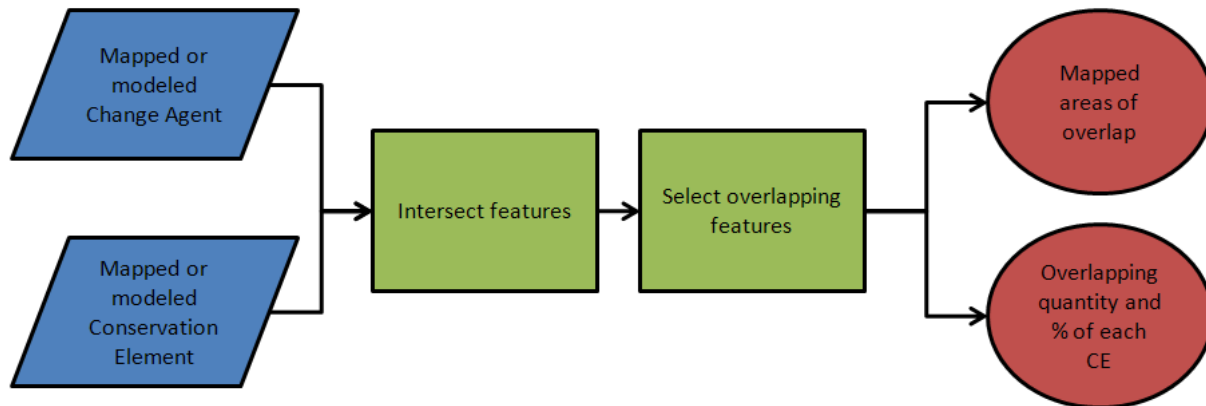 Mapped or
modeled
Change Agent
Mapped or
modeled
Conservation
Element
Intersect features
Select overlapping
features
Mapped
areas of
overlap
Overlapping
quantity and
% of each
CE